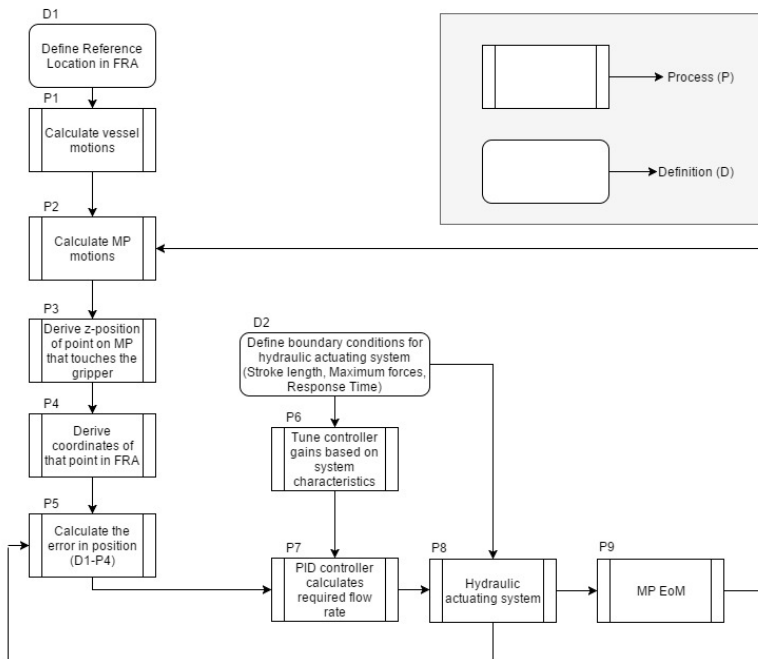 D1
Define Reference
Location in FRA
P1
Calculate vessel
motions
P2
Calculate MP
motions
P3
Derive z-position
of point on MP
that touches the
gripper
P4
Derive
coordinates of
that point in FRA
P5
Calculate the
error in position
(D1-P4)
D2
Define boundary conditions for
hydraulic actuating system
(Stroke length, Maximum forces,
Response Time)
P6
Tune controller
gains based on
system
characteristics
P7
PID controller
calculates
required flow
rate
P8
Hydraulic
actuating system
P9
MP EoM
Process (P)
Definition (D)